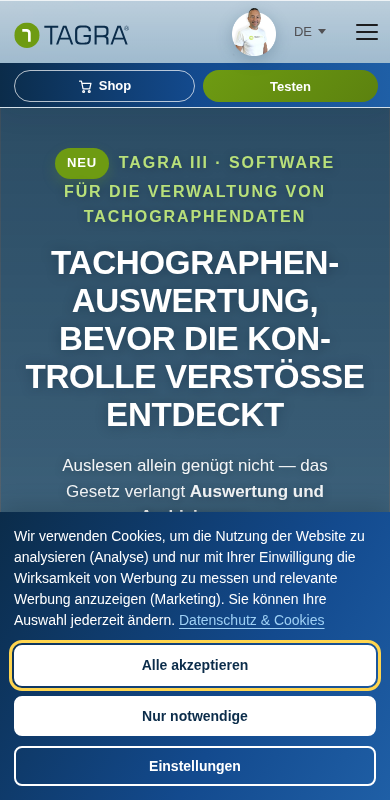 TAGRA
DE
Shop
Testen
NEU TAGRA III · SOFTWARE
FÜR DIE VERWALTUNG VON
TACHOGRAPHENDATEN
TACHOGRAPHEN-
AUSWERTUNG,
BEVOR DIE KON-
TROLLE VERSTÖSSE
ENTDECKT
Auslesen allein genügt nicht — das
Gesetz verlangt Auswertung und
Wir verwenden Cookies, um die Nutzung der Website zu
analysieren (Analyse) und nur mit Ihrer Einwilligung die
Wirksamkeit von Werbung zu messen und relevante
Werbung anzuzeigen (Marketing). Sie können Ihre
Auswahl jederzeit ändern. Datenschutz & Cookies
Alle akzeptieren
Nur notwendige
Einstellungen